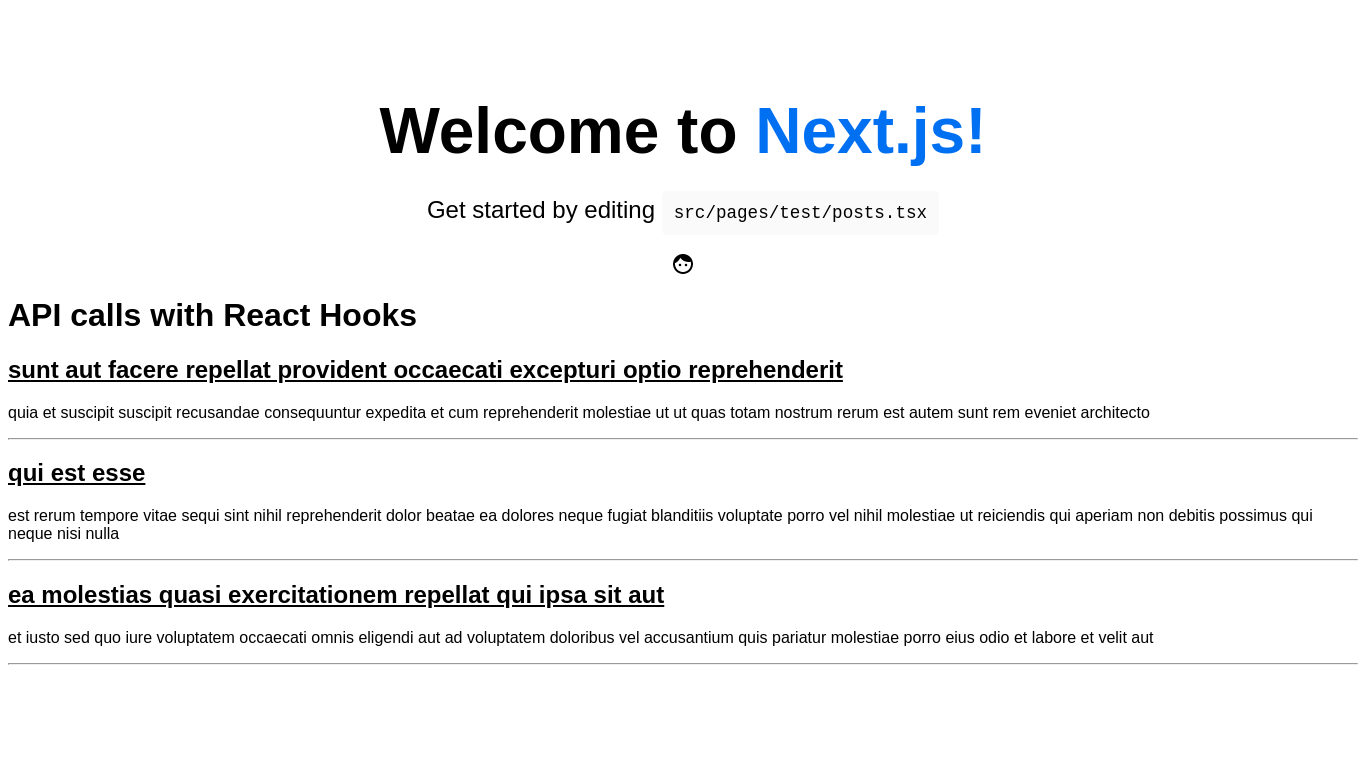 Welcome to Next.js!
Get started by editing src/pages/test/posts.tsx
API calls with React Hooks
sunt aut facere repellat provident occaecati excepturi optio reprehenderit
quia et suscipit suscipit recusandae consequuntur expedita et cum reprehenderit molestiae ut ut quas totam nostrum rerum est autem sunt rem eveniet architecto
qui est esse
est rerum tempore vitae sequi sint nihil reprehenderit dolor beatae ea dolores neque fugiat blanditiis voluptate porro vel nihil molestiae ut reiciendis qui aperiam non debitis possimus qui
neque nisi nulla
ea molestias quasi exercitationem repellat qui ipsa sit aut
et iusto sed quo iure voluptatem occaecati omnis eligendi aut ad voluptatem doloribus vel accusantium quis pariatur molestiae porro eius odio et labore et velit aut